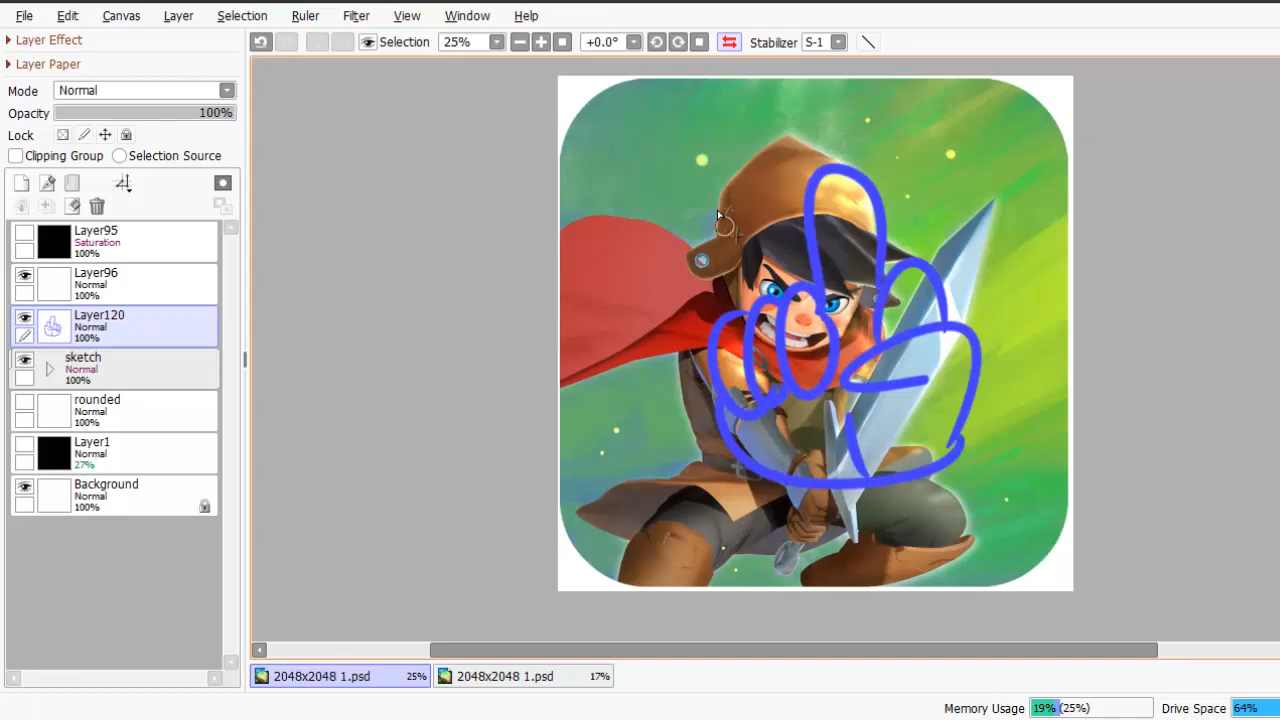 File Edit Canvas Layer Selection Ruler Filter View Window Help
Layer Effect
Layer Paper
Selection 25% +0.0° Stabilizer S-1
Mode Normal
Opacity 100%
Lock
Clipping Group Selection Source
Layer95
Saturation
100%
Layer96
Normal
100%
Layer120
Normal
100%
sketch
Normal
100%
rounded
Normal
100%
Layer1
Normal
27%
Background
Normal
100%
2048x2048 1.psd 25% 2048x2048 1.psd 17%
Memory Usage 19% (25%) Drive Space 64%